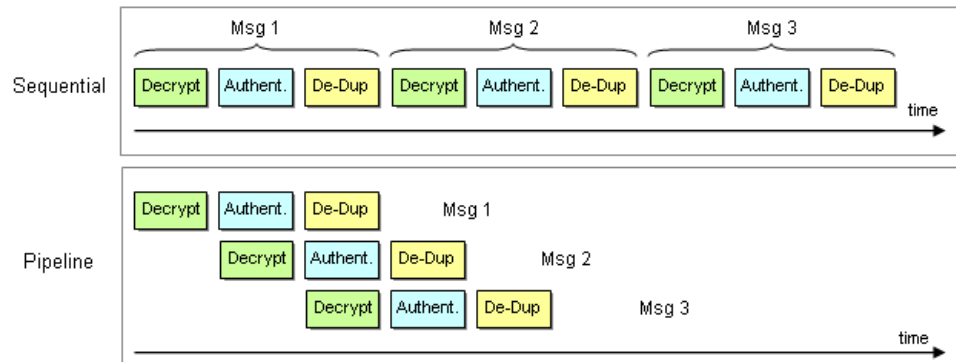 Msg 1 Msg 2 Msg 3
Sequential Decrypt Authent. De-Dup Decrypt Authent. De-Dup Decrypt Authent. De-Dup
time
Decrypt Authent. De-Dup Msg 1
Pipeline Decrypt Authent. De-Dup Msg 2
Decrypt Authent. De-Dup Msg 3
time